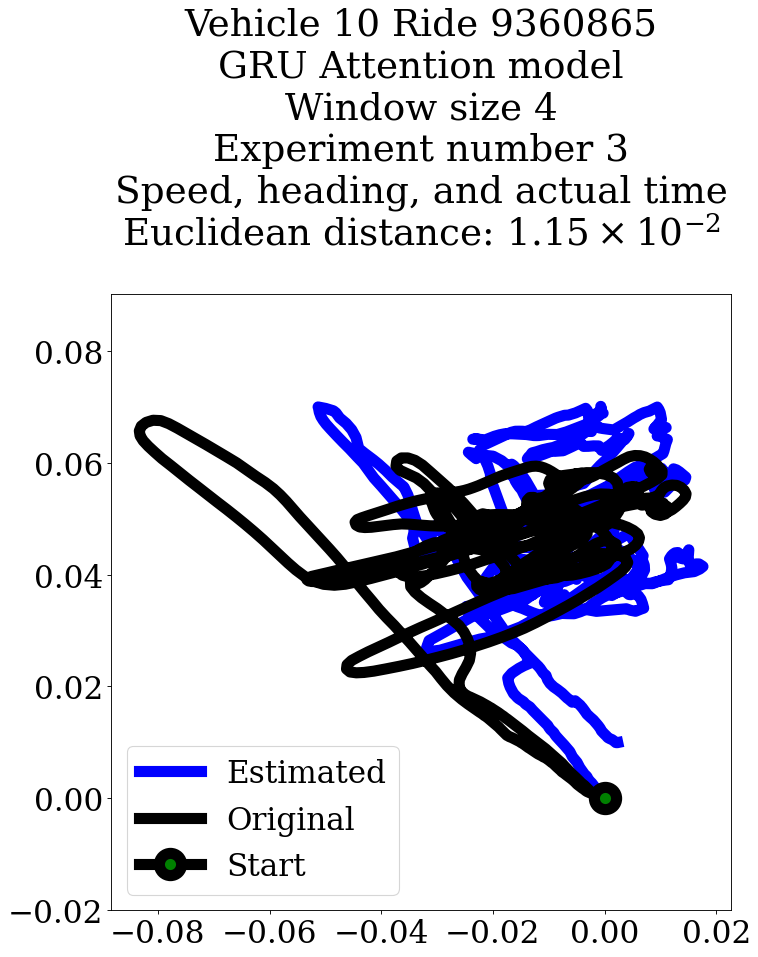 Vehicle 10 Ride 9360865
GRU Attention model
Window size 4
Experiment number 3
Speed, heading, and actual time
Euclidean distance: 1.15 × 10⁻²
0.08
0.06
0.04
0.02
0.00
−0.02
Estimated
Original
Start
−0.08 −0.06 −0.04 −0.02 0.00 0.02